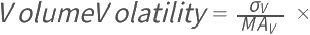 VolumeVolatility = σ_V / MA_V ×